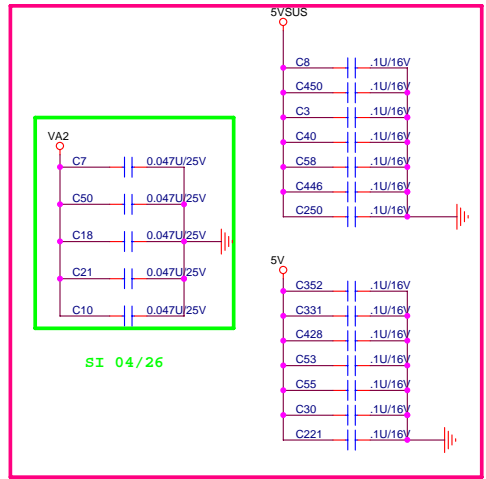 5VSUS
C8 .1U/16V
C450 .1U/16V
C3 .1U/16V
C40 .1U/16V
C58 .1U/16V
C446 .1U/16V
C250 .1U/16V
VA2
C7 0.047U/25V
C50 0.047U/25V
C18 0.047U/25V
C21 0.047U/25V
C10 0.047U/25V
SI 04/26
5V
C352 .1U/16V
C331 .1U/16V
C428 .1U/16V
C53 .1U/16V
C55 .1U/16V
C30 .1U/16V
C221 .1U/16V